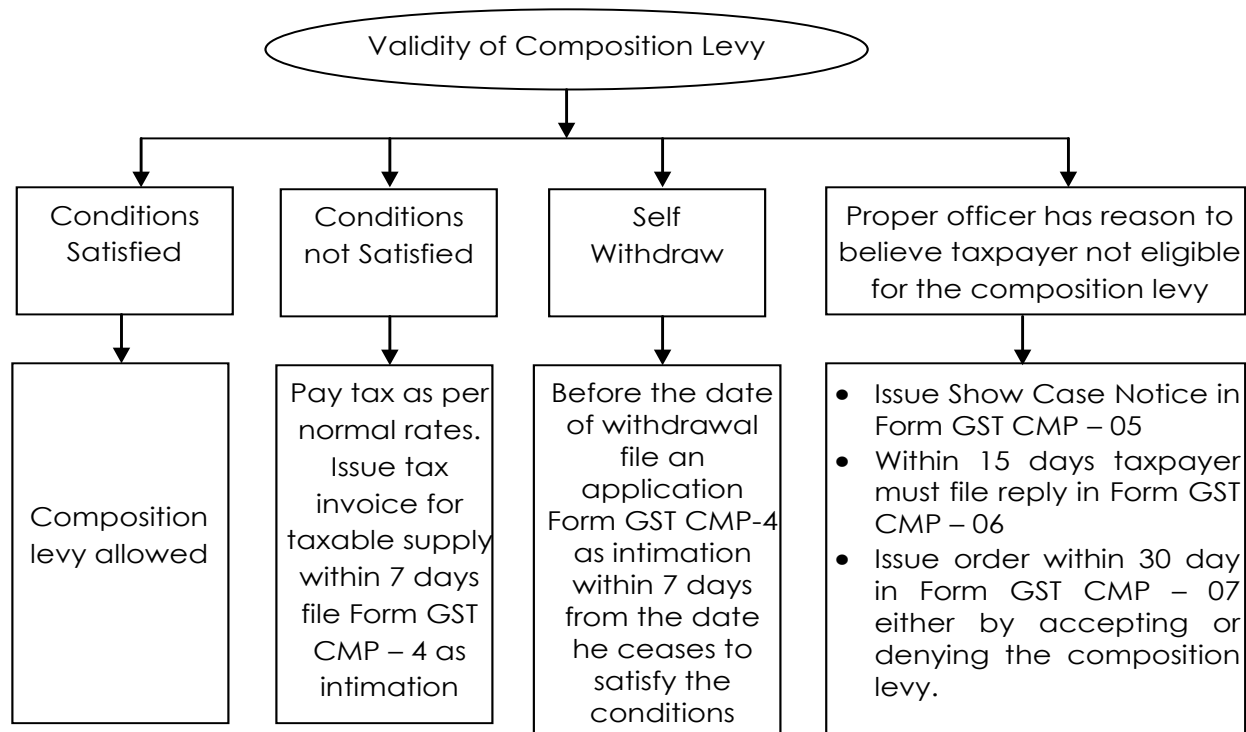 Validity of Composition Levy
Conditions
Satisfied
Conditions
not Satisfied
Self
Withdraw
Proper officer has reason to
believe taxpayer not eligible
for the composition levy
Composition
levy allowed
Pay tax as per
normal rates.
Issue tax
invoice for
taxable supply
within 7 days
file Form GST
CMP – 4 as
intimation
Before the date
of withdrawal
file an
application
Form GST CMP-4
as intimation
within 7 days
from the date
he ceases to
satisfy the
conditions
• Issue Show Case Notice in
Form GST CMP – 05
• Within 15 days taxpayer
must file reply in Form GST
CMP – 06
• Issue order within 30 day
in Form GST CMP – 07
either by accepting or
denying the composition
levy.